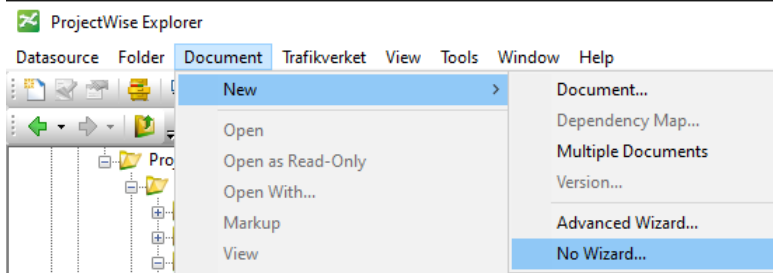 ProjectWise Explorer
Datasource Folder Document Trafikverket View Tools Window Help
New
Document...
Dependency Map...
Open
Multiple Documents
Open as Read-Only
Version...
Open With...
Markup
Advanced Wizard...
View
No Wizard...